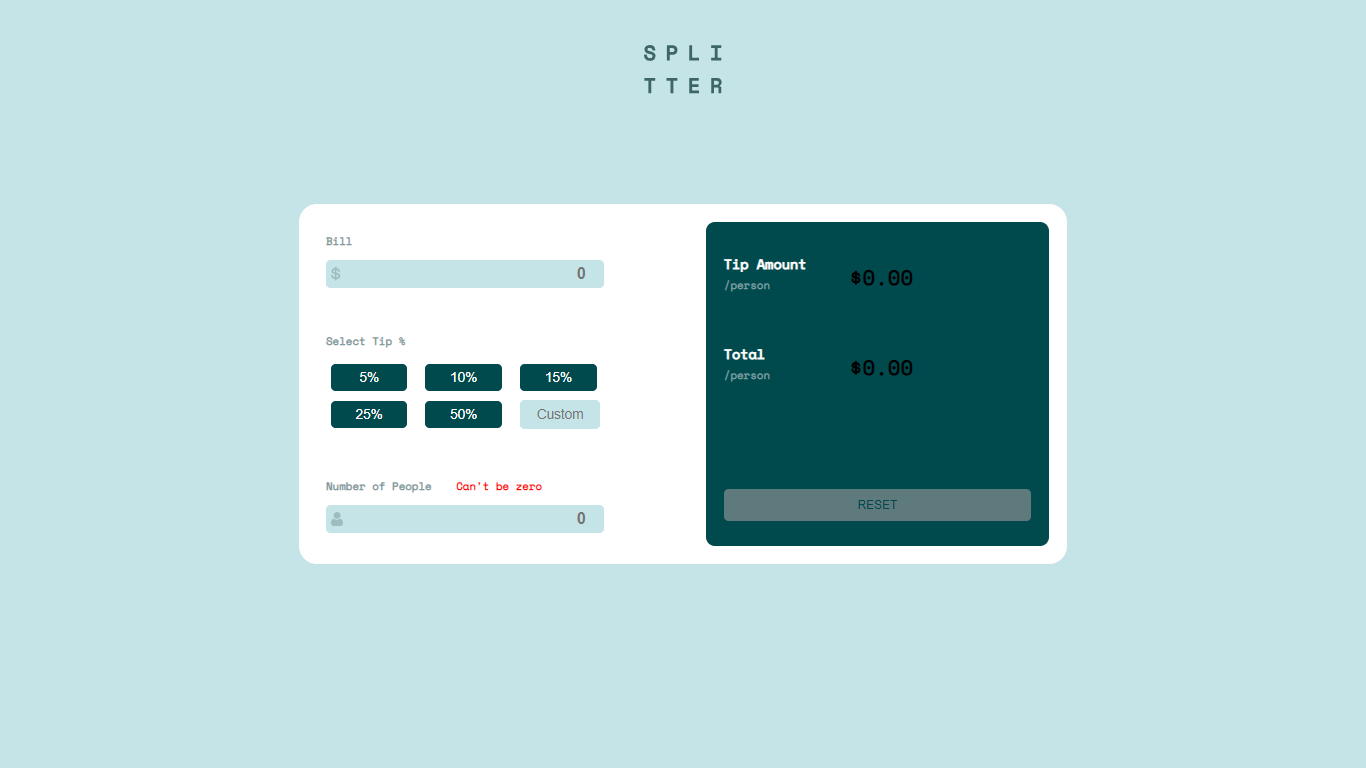 SPLI
TTER
Bill
$ 0
Select Tip %
5% 10% 15%
25% 50% Custom
Number of People Can't be zero
0
Tip Amount
/person
$0.00
Total
/person
$0.00
RESET